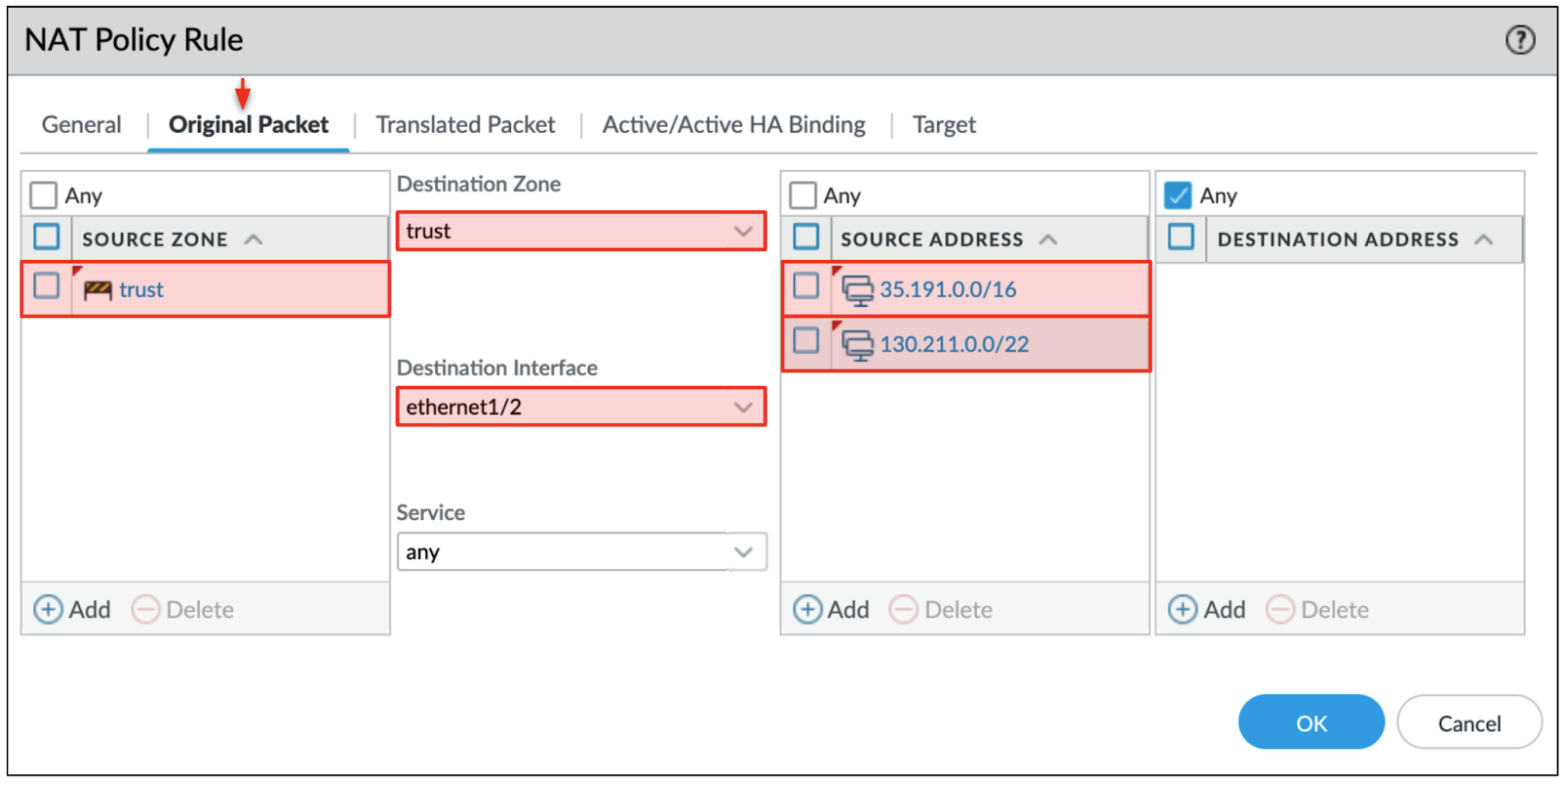 NAT Policy Rule
General
Original Packet
Translated Packet
Active/Active HA Binding
Target
Any
SOURCE ZONE
trust
Add
Delete
Destination Zone
trust
Destination Interface
ethernet1/2
Service
any
Any
SOURCE ADDRESS
35.191.0.0/16
130.211.0.0/22
Add
Delete
Any
DESTINATION ADDRESS
Add
Delete
OK
Cancel